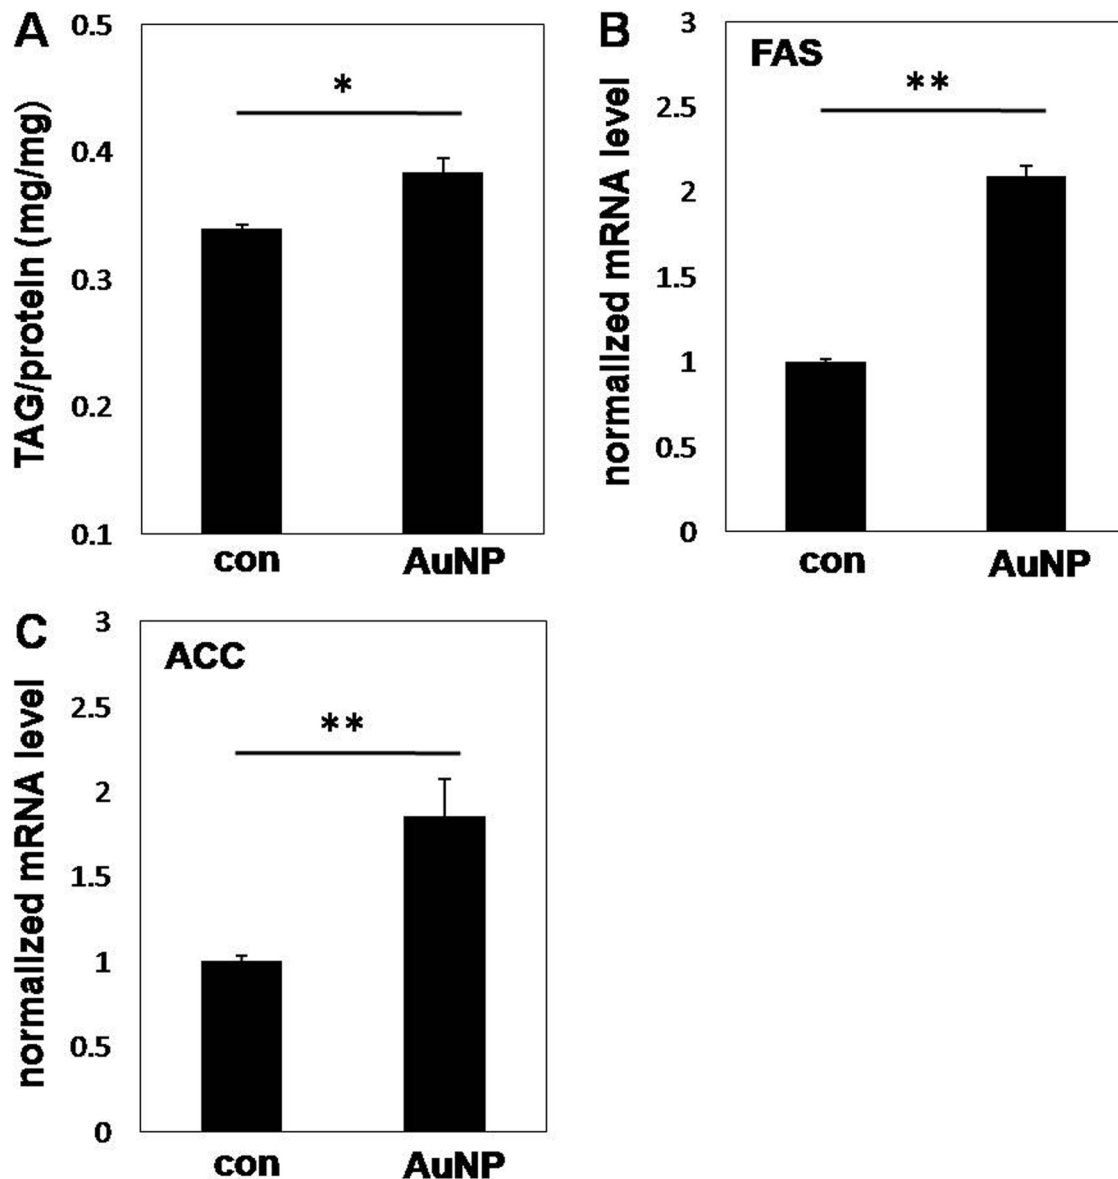 A
TAG/protein (mg/mg)
0.5
0.4
0.3
0.2
0.1
*
con
AuNP
B
normalized mRNA level
3
2.5
2
1.5
1
0.5
0
FAS
**
con
AuNP
C
normalized mRNA level
3
2.5
2
1.5
1
0.5
0
ACC
**
con
AuNP